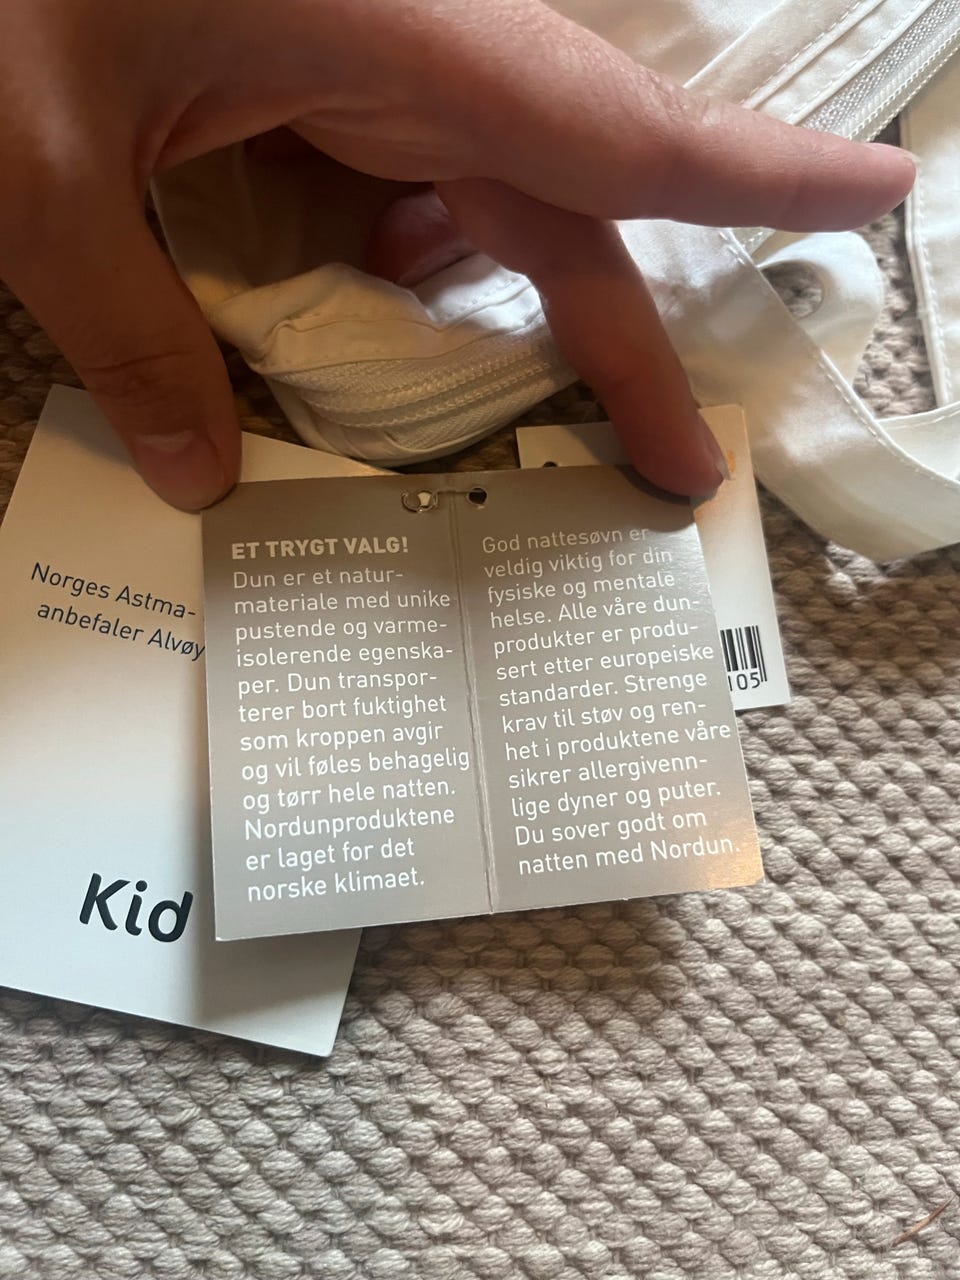 Norges Astma-
anbefaler Alvøy
Kid
ET TRYGT VALG!
Dun er et natur-
materiale med unike
pustende og varme-
isolerende egenska-
per. Dun transpor-
terer bort fuktighet
som kroppen avgir
og vil føles behagelig
og tørr hele natten.
Nordunproduktene
er laget for det
norske klimaet.
God nattesøvn er
veldig viktig for din
fysiske og mentale
helse. Alle våre dun-
produkter er produ-
sert etter europeiske
standarder. Strenge
krav til støv og ren-
het i produktene våre
sikrer allergivenn-
lige dyner og puter.
Du sover godt om
natten med Nordun.
105